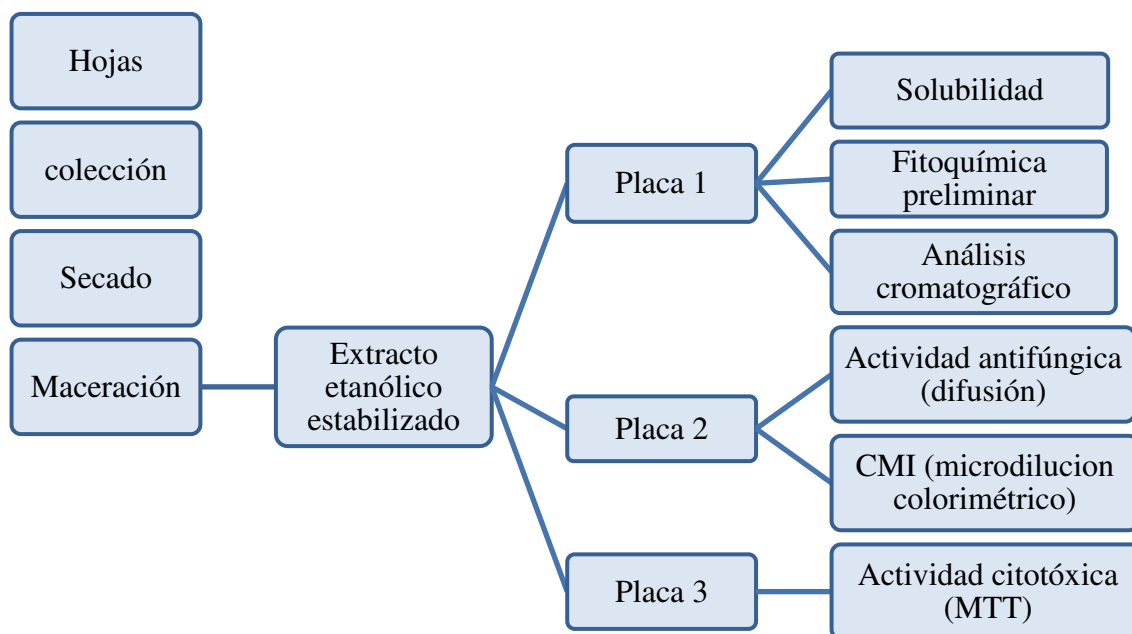 Hojas
colección
Secado
Maceración
Extracto
etanólico
estabilizado
Placa 1
Placa 2
Placa 3
Solubilidad
Fitoquímica
preliminar
Análisis
cromatográfico
Actividad antifúngica
(difusión)
CMI (microdilucion
colorimétrico)
Actividad citotóxica
(MTT)